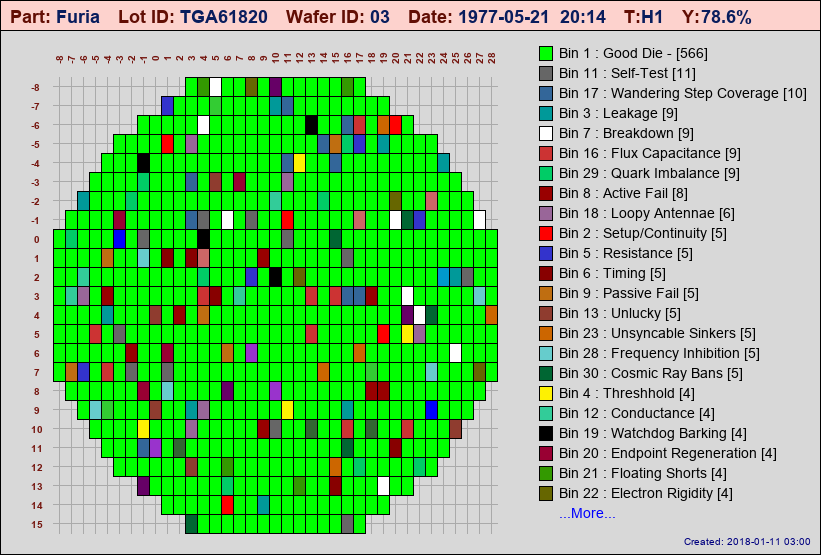 Part: Furia Lot ID: TGA61820 Wafer ID: 03 Date: 1977-05-21 20:14 T:H1 Y:78.6%
-8 -7 -6 -5 -4 -3 -2 -1 0 1 2 3 4 5 6 7 8 9 10 11 12 13 14 15 16 17 18 19 20 21 22 23 24 25 26 27 28
-8
-7
-6
-5
-4
-3
-2
-1
0
1
2
3
4
5
6
7
8
9
10
11
12
13
14
15
Bin 1 : Good Die - [566]
Bin 11 : Self-Test [11]
Bin 17 : Wandering Step Coverage [10]
Bin 3 : Leakage [9]
Bin 7 : Breakdown [9]
Bin 16 : Flux Capacitance [9]
Bin 29 : Quark Imbalance [9]
Bin 8 : Active Fail [8]
Bin 18 : Loopy Antennae [6]
Bin 2 : Setup/Continuity [5]
Bin 5 : Resistance [5]
Bin 6 : Timing [5]
Bin 9 : Passive Fail [5]
Bin 13 : Unlucky [5]
Bin 23 : Unsyncable Sinkers [5]
Bin 28 : Frequency Inhibition [5]
Bin 30 : Cosmic Ray Bans [5]
Bin 4 : Threshhold [4]
Bin 12 : Conductance [4]
Bin 19 : Watchdog Barking [4]
Bin 20 : Endpoint Regeneration [4]
Bin 21 : Floating Shorts [4]
Bin 22 : Electron Rigidity [4]
...More...
Created: 2018-01-11 03:00